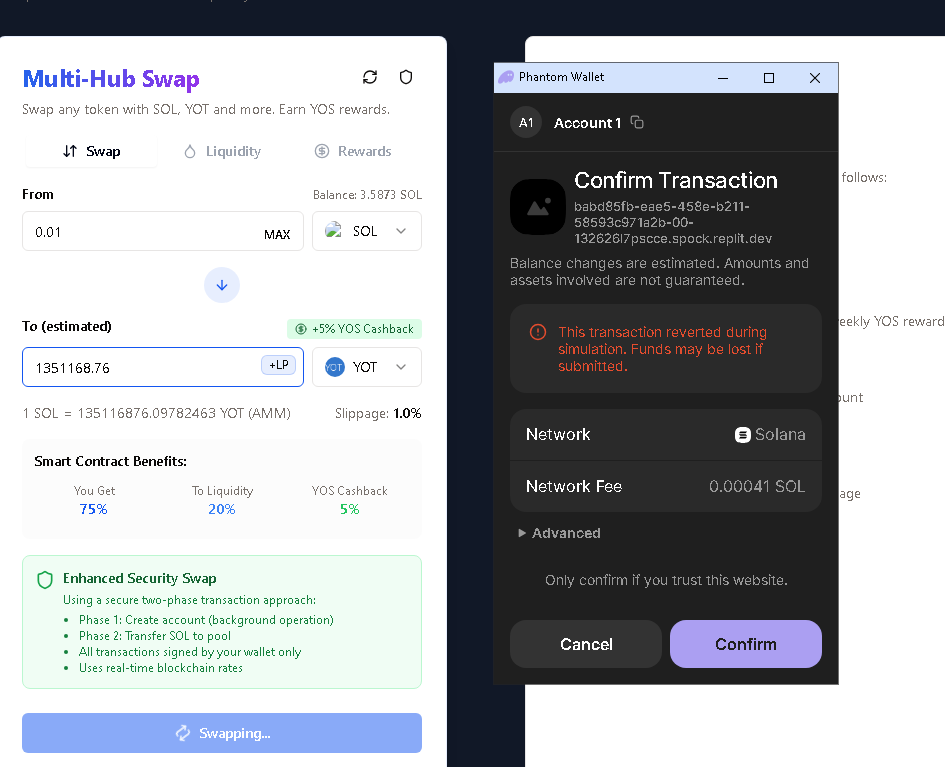 Multi-Hub Swap
Swap any token with SOL, YOT and more. Earn YOS rewards.
Swap
Liquidity
Rewards
From
Balance: 3.5873 SOL
0.01
MAX
SOL
To (estimated)
+5% YOS Cashback
1351168.76
+LP
YOT
YOT
1 SOL = 135116876.09782463 YOT (AMM)
Slippage: 1.0%
Smart Contract Benefits:
You Get
To Liquidity
YOS Cashback
75%
20%
5%
Enhanced Security Swap
Using a secure two-phase transaction approach:
• Phase 1: Create account (background operation)
• Phase 2: Transfer SOL to pool
• All transactions signed by your wallet only
• Uses real-time blockchain rates
Swapping...
Phantom Wallet
A1
Account 1
Confirm Transaction
babd85fb-eae5-458e-b211-
58593c971a2b-00-
132626l7pscce.spock.replit.dev
Balance changes are estimated. Amounts and
assets involved are not guaranteed.
This transaction reverted during
simulation. Funds may be lost if
submitted.
Network
Solana
Network Fee
0.00041 SOL
Advanced
Only confirm if you trust this website.
Cancel
Confirm
follows:
eekly YOS reward
ount
age